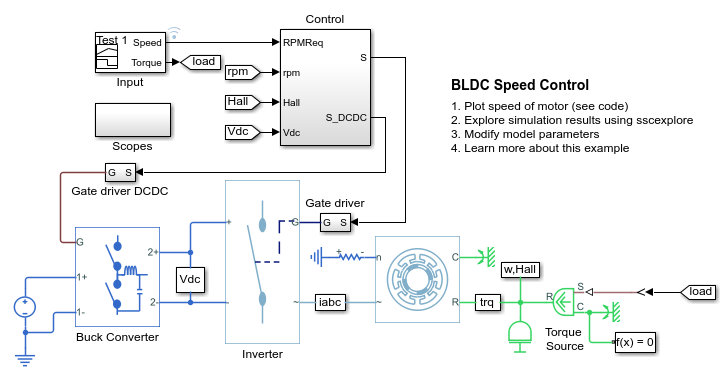 Control
Test 1
Speed
Torque
Input
load
RPMReq
rpm
Hall
Vdc
S
S_DCDC
rpm
Hall
Vdc
Scopes
BLDC Speed Control
1. Plot speed of motor (see code)
2. Explore simulation results using sscexplore
3. Modify model parameters
4. Learn more about this example
G S
Gate driver DCDC
Gate driver
G S
G
1+
1-
2+
2-
Buck Converter
Vdc
+
-
G
~
Inverter
+ -
n
~
C
R
iabc
trq
w,Hall
R
S
C
Torque
Source
load
f(x) = 0